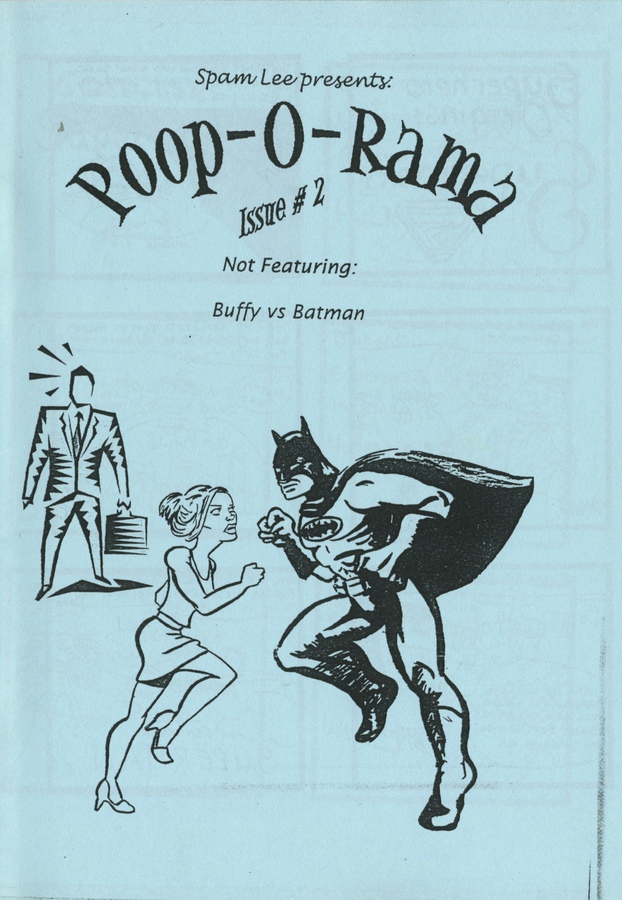 Spam Lee presents:
Poop-O-Rama
Issue # 2
Not Featuring:
Buffy vs Batman